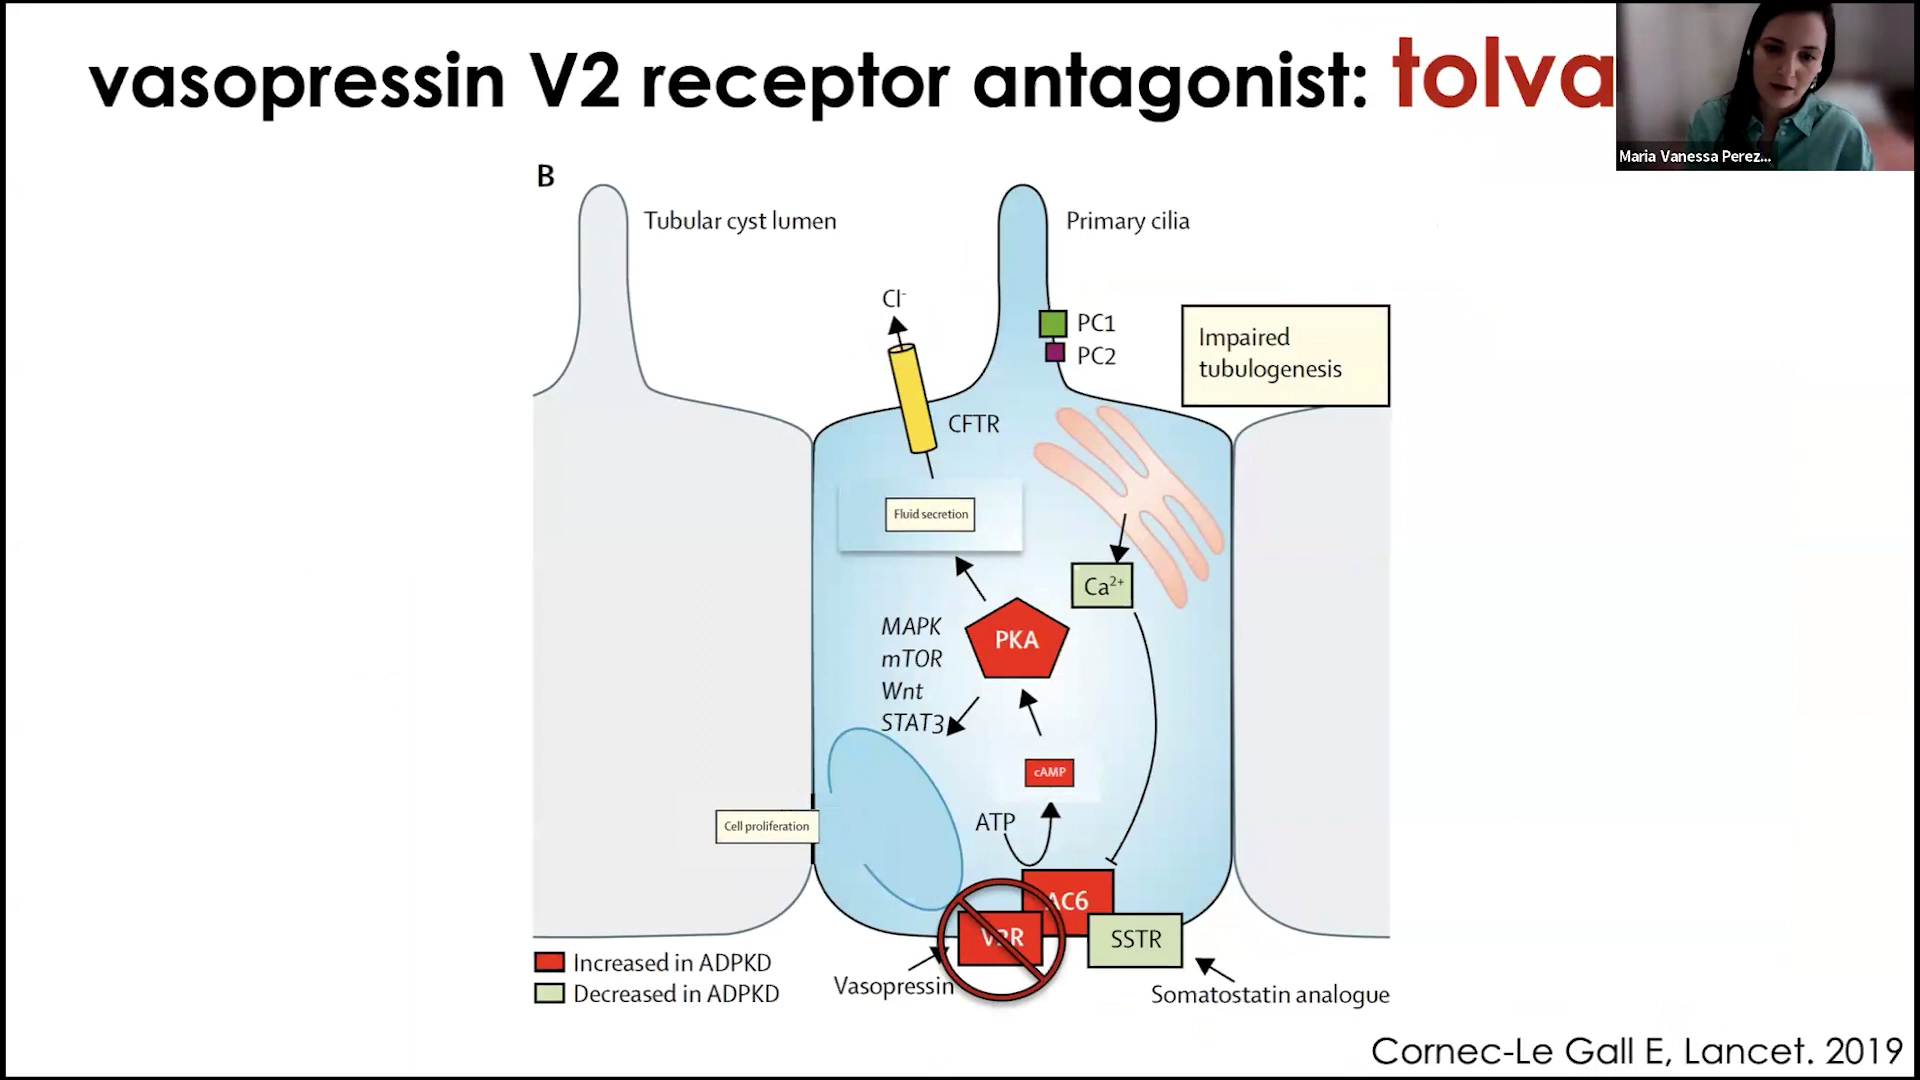 vasopressin V2 receptor antagonist: tolva
Maria Vanessa Perez...
B
Tubular cyst lumen
Primary cilia
Cl-
PC1
PC2
Impaired
tubulogenesis
CFTR
Fluid secretion
Ca2+
MAPK
mTOR
Wnt
STAT3
PKA
cAMP
ATP
Cell proliferation
AC6
V2R
SSTR
Increased in ADPKD
Decreased in ADPKD
Vasopressin
Somatostatin analogue
Cornec-Le Gall E, Lancet. 2019